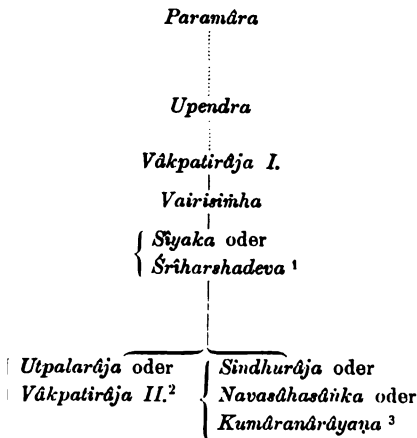 Paramâra
Upendra
Vâkpatirâja I.
Vairisiṁha
Sîyaka oder
Śrîharshadeva ¹
Utpalarâja oder
Vâkpatirâja II.²
Sindhurâja oder
Navasâhasâṅka oder
Kumâranârâyaṇa ³